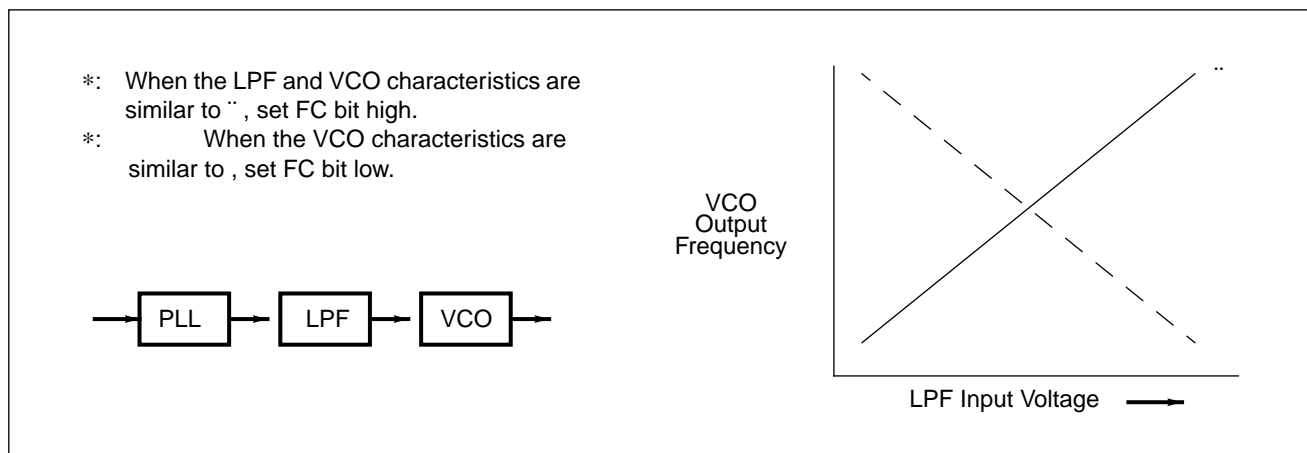 *: When the LPF and VCO characteristics are
similar to ¨ , set FC bit high.
*: When the VCO characteristics are
similar to , set FC bit low.
PLL
LPF
VCO
¨
VCO
Output
Frequency
LPF Input Voltage